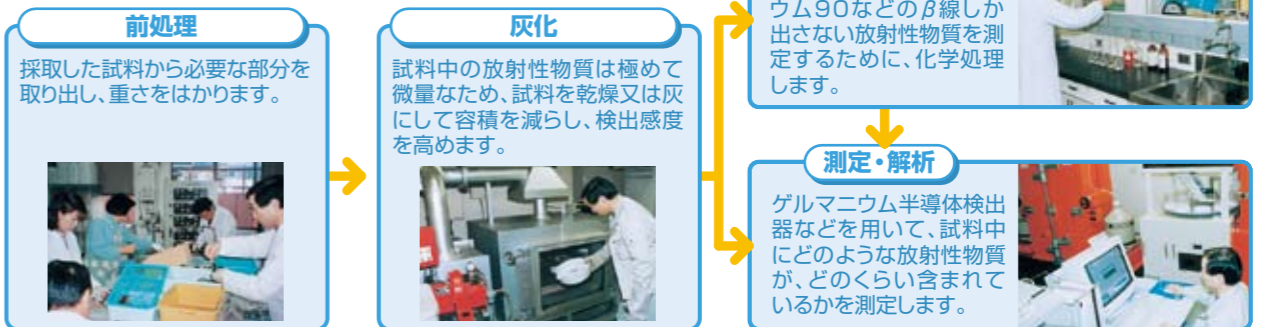 前処理
採取した試料から必要な部分を
取り出し、重さをはかります。
灰化
試料中の放射性物質は極めて
微量なため、試料を乾燥又は灰
にして容積を減らし、検出感度
を高めます。
ウム90などのβ線しか
出さない放射性物質を測
定するために、化学処理
します。
測定・解析
ゲルマニウム半導体検出
器などを用いて、試料中
にどのような放射性物質
が、どのくらい含まれて
いるかを測定します。